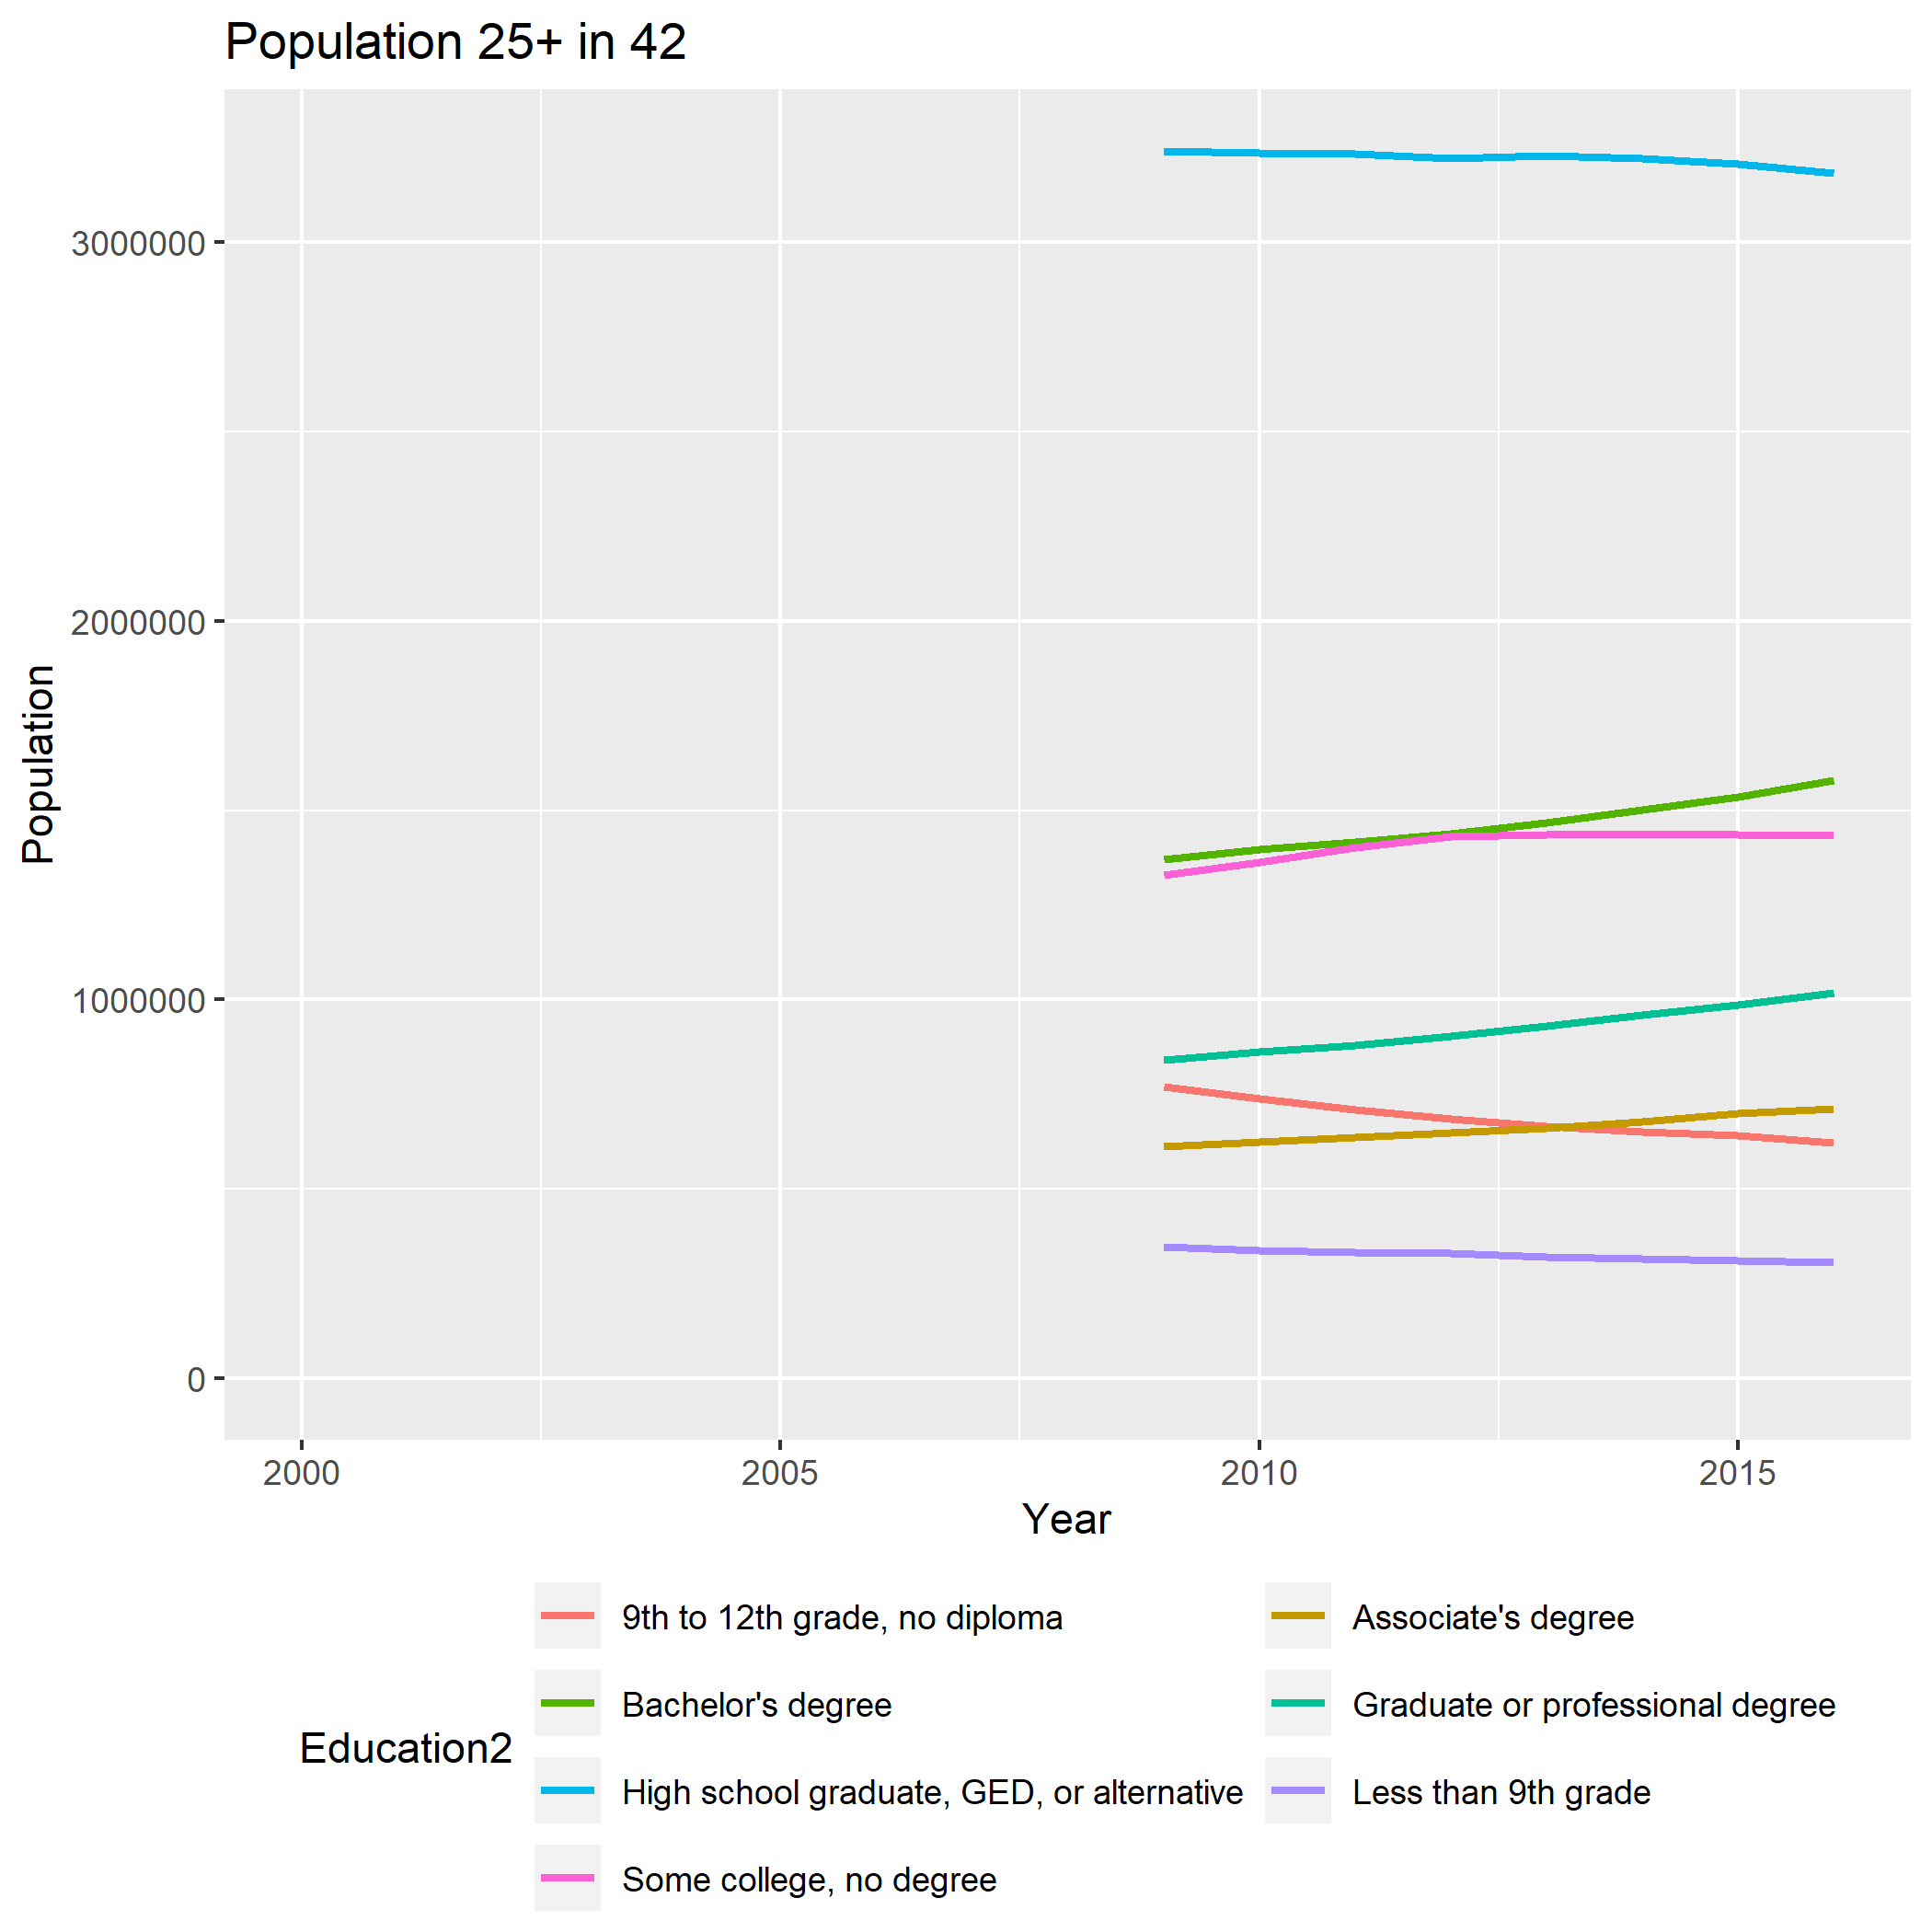 Population 25+ in 42
Population
3000000
2000000
1000000
0
2000
2005
2010
2015
Year
Education2
9th to 12th grade, no diploma
Associate's degree
Bachelor's degree
Graduate or professional degree
High school graduate, GED, or alternative
Less than 9th grade
Some college, no degree